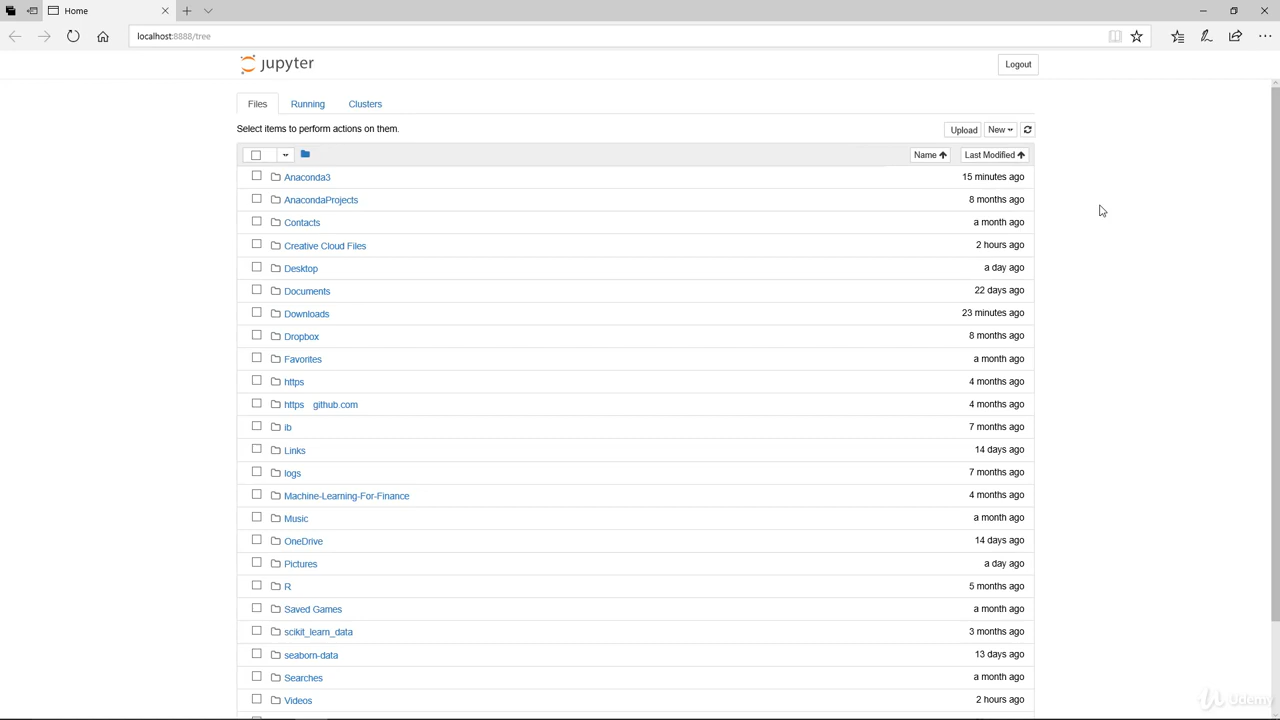 Home
localhost:8888/tree
jupyter
Logout
Files Running Clusters
Select items to perform actions on them.
Upload New
Name Last Modified
Anaconda3 15 minutes ago
AnacondaProjects 8 months ago
Contacts a month ago
Creative Cloud Files 2 hours ago
Desktop a day ago
Documents 22 days ago
Downloads 23 minutes ago
Dropbox 8 months ago
Favorites a month ago
https 4 months ago
https github.com 4 months ago
ib 7 months ago
Links 14 days ago
logs 7 months ago
Machine-Learning-For-Finance 4 months ago
Music a month ago
OneDrive 14 days ago
Pictures a day ago
R 5 months ago
Saved Games a month ago
scikit_learn_data 3 months ago
seaborn-data 13 days ago
Searches a month ago
Videos 2 hours ago
Udemy